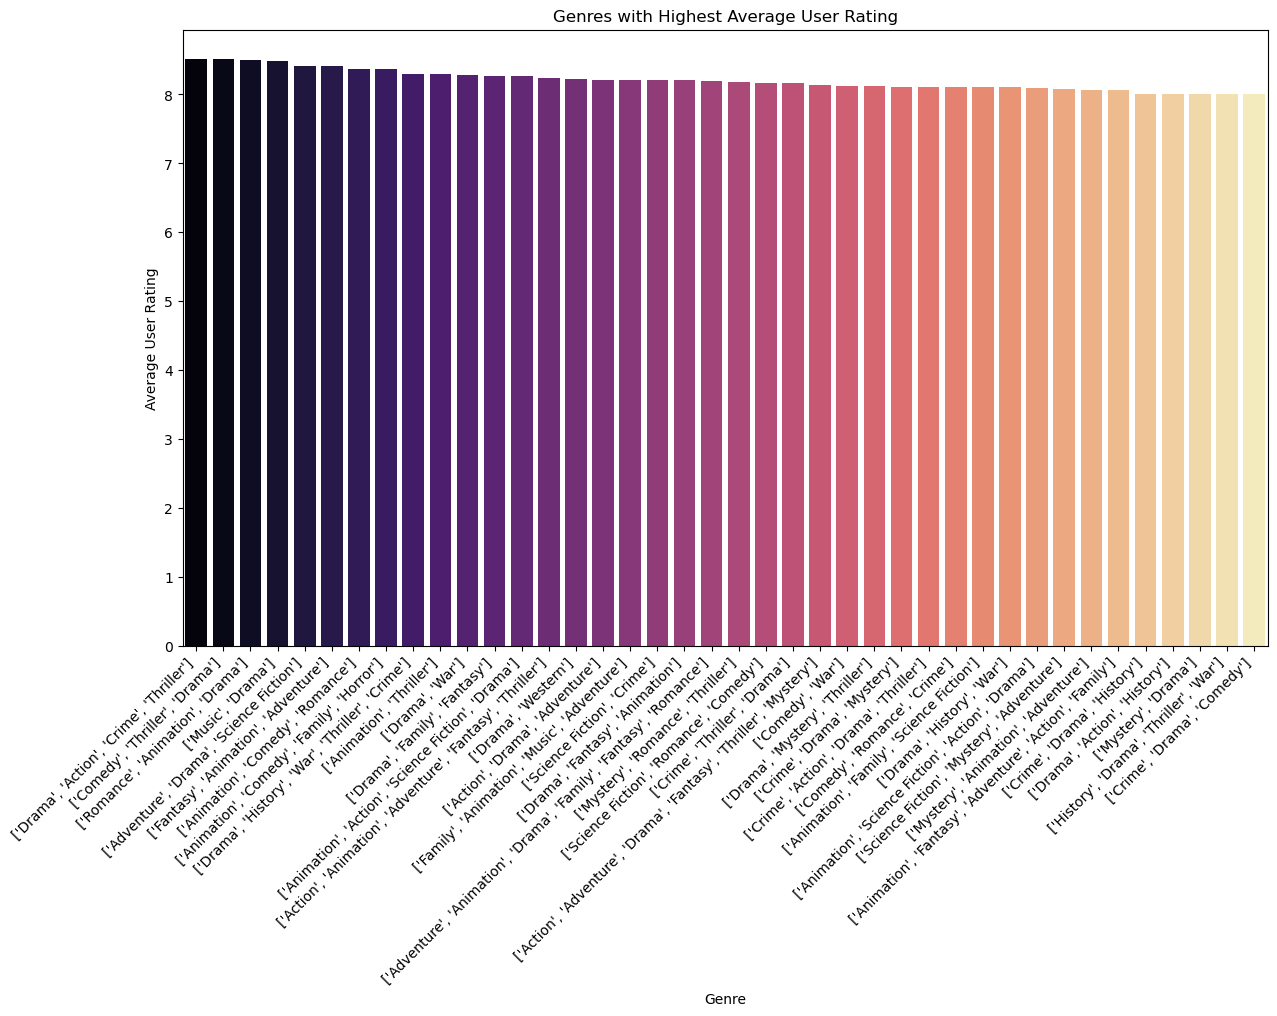 Genres with Highest Average User Rating
Average User Rating
8
7
6
5
4
3
2
1
0
['Drama', 'Action', 'Crime', 'Thriller']
['Comedy', 'Thriller', 'Drama']
['Romance', 'Animation', 'Drama']
['Music', 'Drama']
['Adventure', 'Drama', 'Science Fiction']
['Fantasy', 'Animation', 'Adventure']
['Animation', 'Comedy', 'Romance']
['Animation', 'Comedy', 'Family', 'Horror']
['Drama', 'History', 'War', 'Thriller', 'Crime']
['Animation', 'Thriller']
['Drama', 'War']
['Drama', 'Family', 'Fantasy']
['Animation', 'Action', 'Science Fiction', 'Drama']
['Action', 'Animation', 'Adventure', 'Fantasy', 'Thriller']
['Drama', 'Western']
['Action', 'Drama', 'Adventure']
['Family', 'Animation', 'Music', 'Adventure']
['Science Fiction', 'Crime']
['Drama', 'Fantasy', 'Animation']
['Adventure', 'Animation', 'Drama', 'Family', 'Fantasy', 'Romance']
['Mystery', 'Romance', 'Thriller']
['Science Fiction', 'Romance', 'Comedy']
['Crime', 'Thriller', 'Drama']
['Action', 'Adventure', 'Drama', 'Fantasy', 'Thriller', 'Mystery']
['Comedy', 'War']
['Drama', 'Mystery', 'Thriller']
['Crime', 'Drama', 'Mystery']
['Crime', 'Action', 'Drama', 'Thriller']
['Comedy', 'Romance', 'Crime']
['Animation', 'Family', 'Science Fiction']
['Drama', 'History', 'War']
['Animation', 'Science Fiction', 'Action', 'Drama']
['Science Fiction', 'Mystery', 'Adventure']
['Mystery', 'Animation', 'Adventure']
['Animation', 'Fantasy', 'Adventure', 'Action', 'Family']
['Crime', 'Drama', 'History']
['Drama', 'Action', 'History']
['Mystery', 'Drama']
['History', 'Drama', 'Thriller', 'War']
['Crime', 'Drama', 'Comedy']
Genre